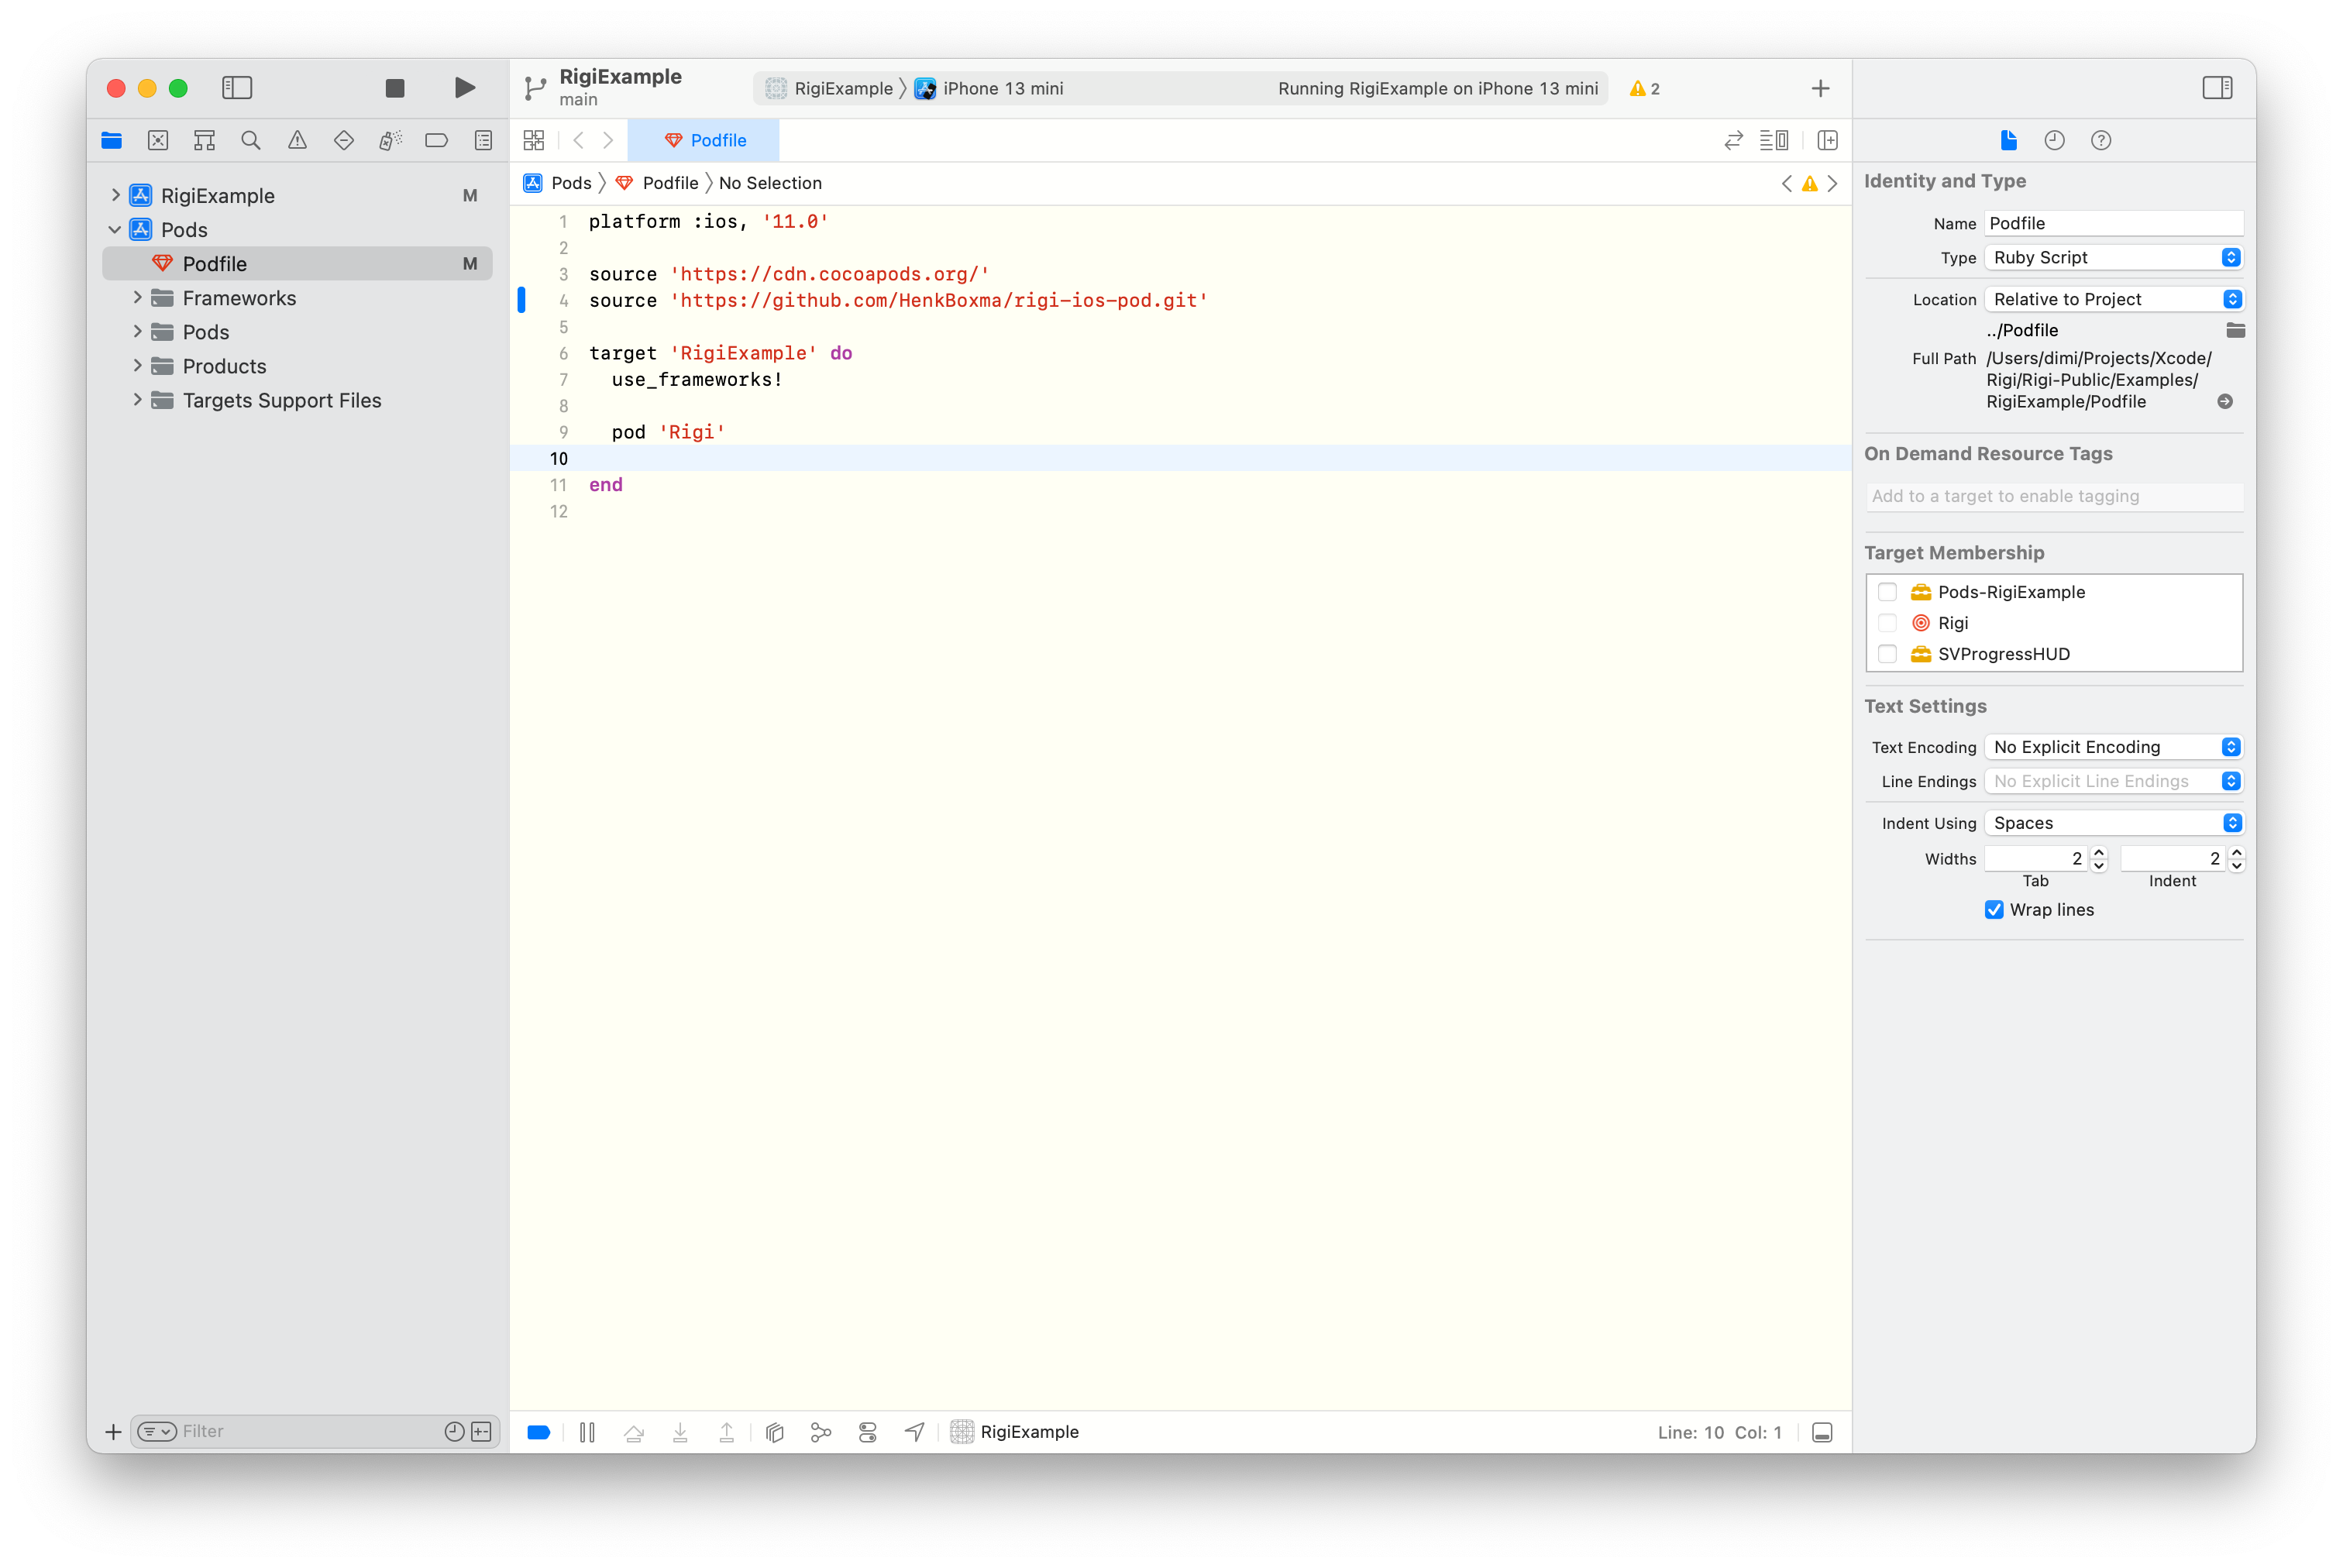 RigiExample
main
RigiExample
iPhone 13 mini
Running RigiExample on iPhone 13 mini
2
Podfile
RigiExample M
Pods
Podfile M
Frameworks
Pods
Products
Targets Support Files
Filter
Pods
Podfile
No Selection
1 platform :ios, '11.0'
2
3 source 'https://cdn.cocoapods.org/'
4 source 'https://github.com/HenkBoxma/rigi-ios-pod.git'
5
6 target 'RigiExample' do
7 use_frameworks!
8
9 pod 'Rigi'
10
11 end
12
RigiExample
Line: 10 Col: 1
Identity and Type
Name Podfile
Type Ruby Script
Location Relative to Project
../Podfile
Full Path /Users/dimi/Projects/Xcode/
Rigi/Rigi-Public/Examples/
RigiExample/Podfile
On Demand Resource Tags
Add to a target to enable tagging
Target Membership
Pods-RigiExample
Rigi
SVProgressHUD
Text Settings
Text Encoding No Explicit Encoding
Line Endings No Explicit Line Endings
Indent Using Spaces
Widths 2 2
Tab Indent
Wrap lines